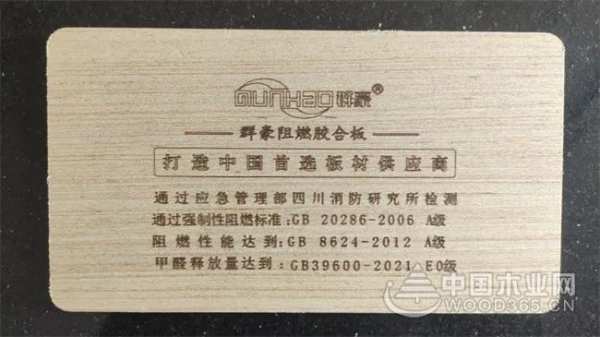 QUNHAO群豪®
群豪阻燃胶合板
打造中国首选板材供应商
通过应急管理部四川消防研究所检测
通过强制性阻燃标准:GB 20286-2006 A级
阻燃性能达到:GB 8624-2012 A级
甲醛释放量达到:GB39600-2021 E0级
中国木业网
WOOD365.CN